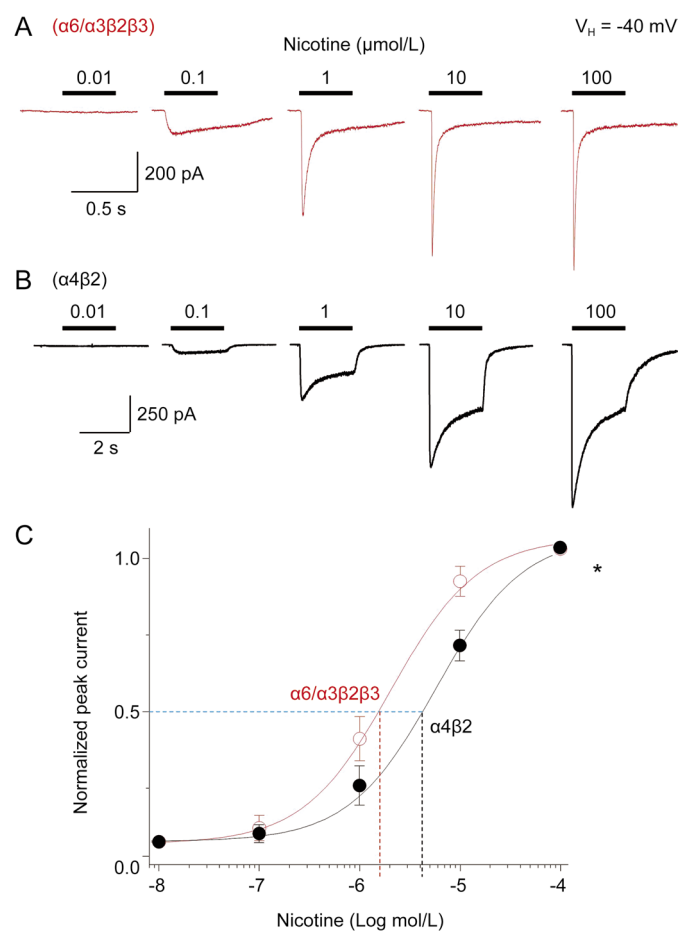 A (α6/α3β2β3) V_H = -40 mV
Nicotine (μmol/L)
0.01 0.1 1 10 100
200 pA
0.5 s
B (α4β2)
0.01 0.1 1 10 100
250 pA
2 s
C
1.0
*
α6/α3β2β3
0.5
α4β2
0.0
Normalized peak current
-8 -7 -6 -5 -4
Nicotine (Log mol/L)